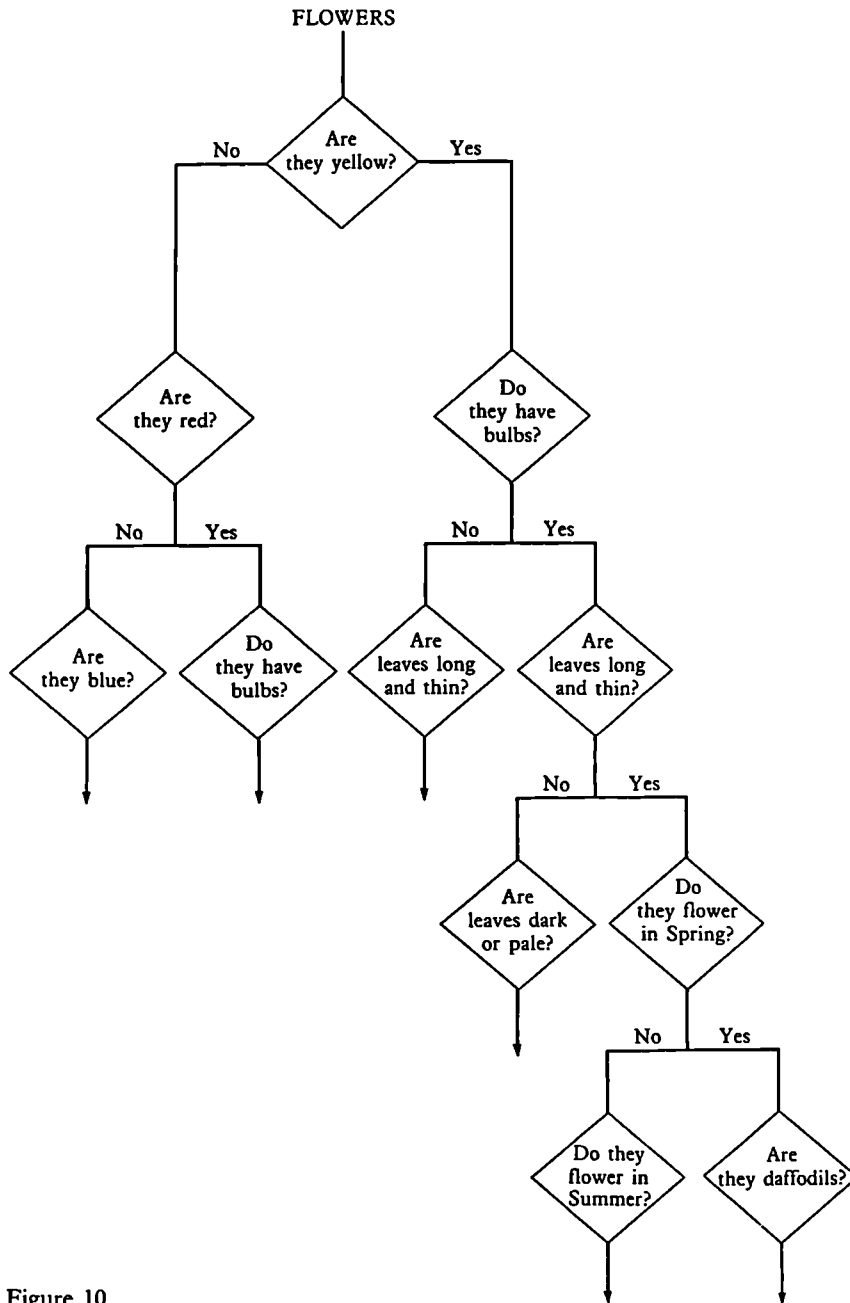 FLOWERS
Are
they yellow?
No
Yes
Are
they red?
Do
they have
bulbs?
No
Yes
No
Yes
Are
they blue?
Do
they have
bulbs?
Are
leaves long
and thin?
Are
leaves long
and thin?
No
Yes
Are
leaves dark
or pale?
Do
they flower
in Spring?
No
Yes
Do they
flower in
Summer?
Are
they daffodils?
Figure 10